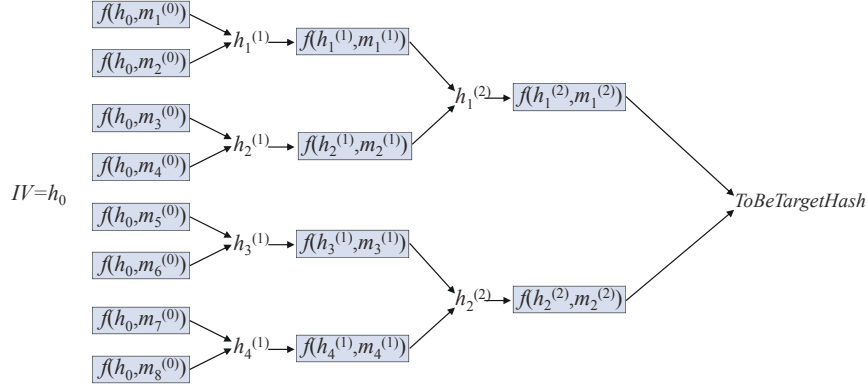 f(h₀,m₁⁽⁰⁾)
h₁⁽¹⁾
f(h₁⁽¹⁾,m₁⁽¹⁾)
f(h₀,m₂⁽⁰⁾)
h₁⁽²⁾
f(h₁⁽²⁾,m₁⁽²⁾)
f(h₀,m₃⁽⁰⁾)
h₂⁽¹⁾
f(h₂⁽¹⁾,m₂⁽¹⁾)
f(h₀,m₄⁽⁰⁾)
IV=h₀
ToBeTargetHash
f(h₀,m₅⁽⁰⁾)
h₃⁽¹⁾
f(h₃⁽¹⁾,m₃⁽¹⁾)
f(h₀,m₆⁽⁰⁾)
h₂⁽²⁾
f(h₂⁽²⁾,m₂⁽²⁾)
f(h₀,m₇⁽⁰⁾)
h₄⁽¹⁾
f(h₄⁽¹⁾,m₄⁽¹⁾)
f(h₀,m₈⁽⁰⁾)